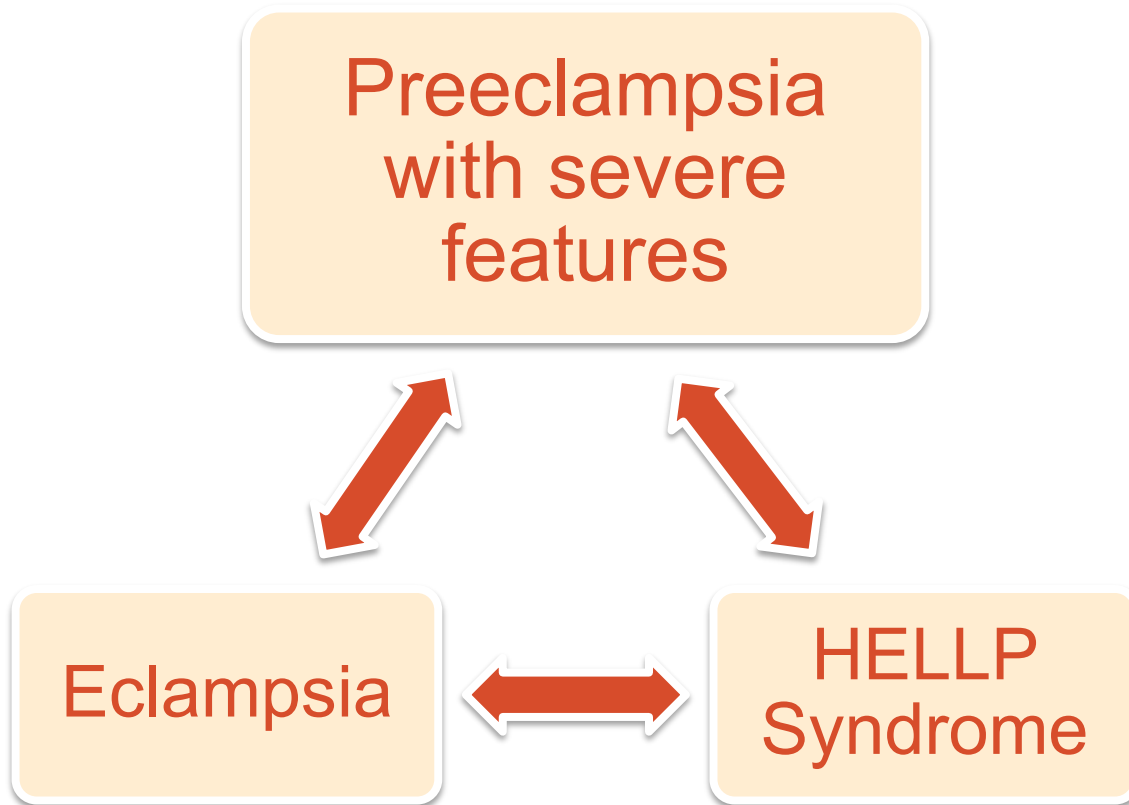 Preeclampsia
with severe
features
Eclampsia
HELLP
Syndrome